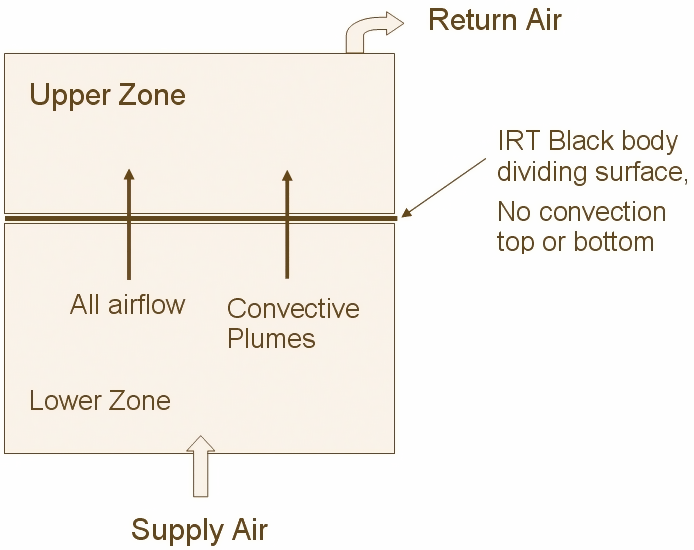 Return Air
Upper Zone
IRT Black body
dividing surface,
No convection
top or bottom
All airflow
Convective
Plumes
Lower Zone
Supply Air